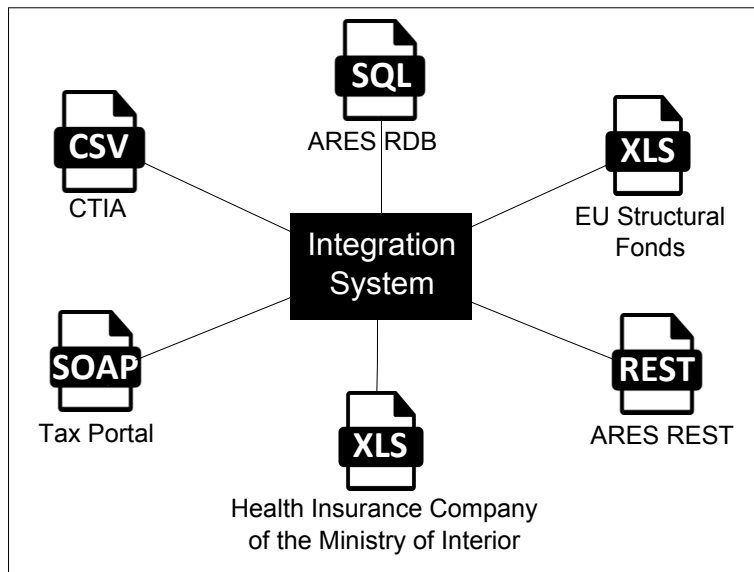 SQL
ARES RDB
CSV
CTIA
XLS
EU Structural
Fonds
Integration
System
SOAP
Tax Portal
REST
ARES REST
XLS
Health Insurance Company
of the Ministry of Interior